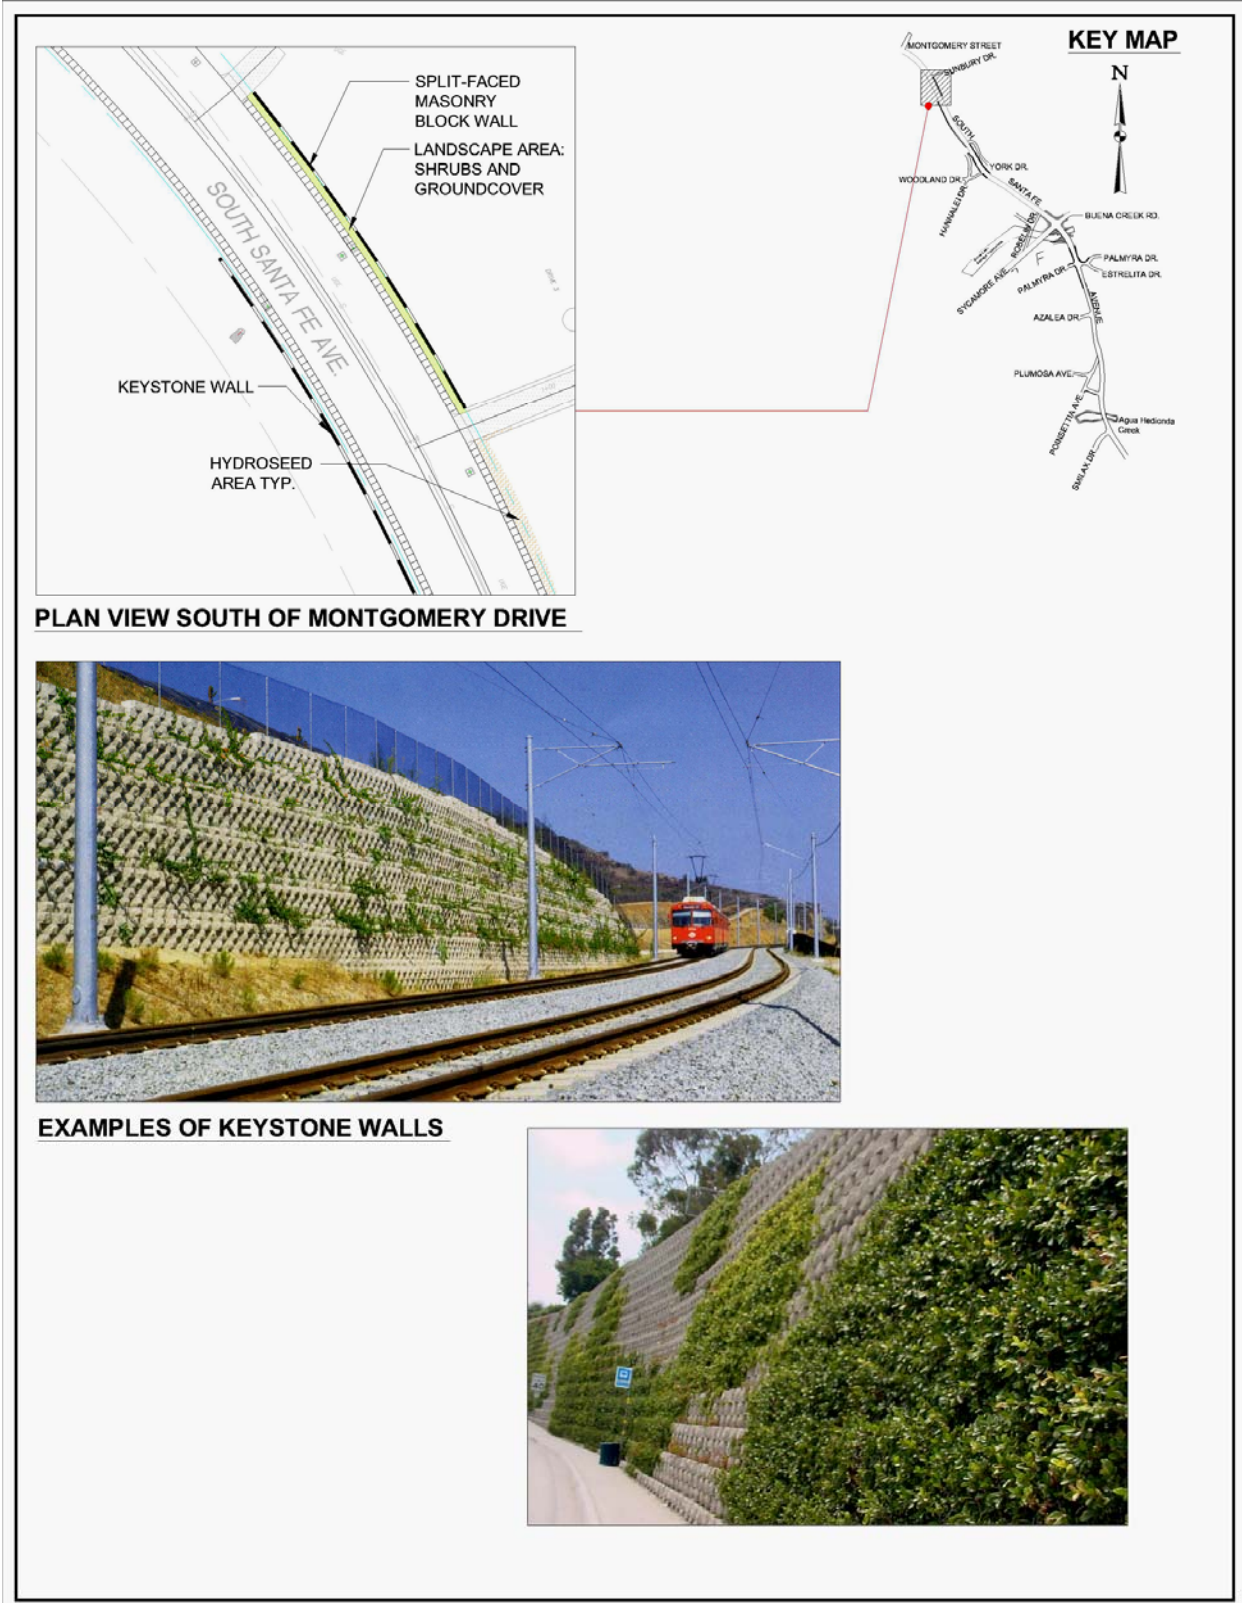 KEY MAP
N
MONTGOMERY STREET
SUNBURY DR.
SOUTH
YORK DR.
WOODLAND DR.
HANNALEI DR.
SANTA FE
BUENA CREEK RD.
ROBELINI DR.
F
PALMYRA DR.
ESTRELITA DR.
PALMYRA DR.
SYCAMORE AVE.
AVENUE
AZALEA DR.
PLUMOSA AVE.
POINSETTIA AVE.
Agua Hedionda
Creek
SMILAX DR.
SPLIT-FACED
MASONRY
BLOCK WALL
LANDSCAPE AREA:
SHRUBS AND
GROUNDCOVER
SOUTH SANTA FE AVE.
KEYSTONE WALL
HYDROSEED
AREA TYP.
PLAN VIEW SOUTH OF MONTGOMERY DRIVE
EXAMPLES OF KEYSTONE WALLS